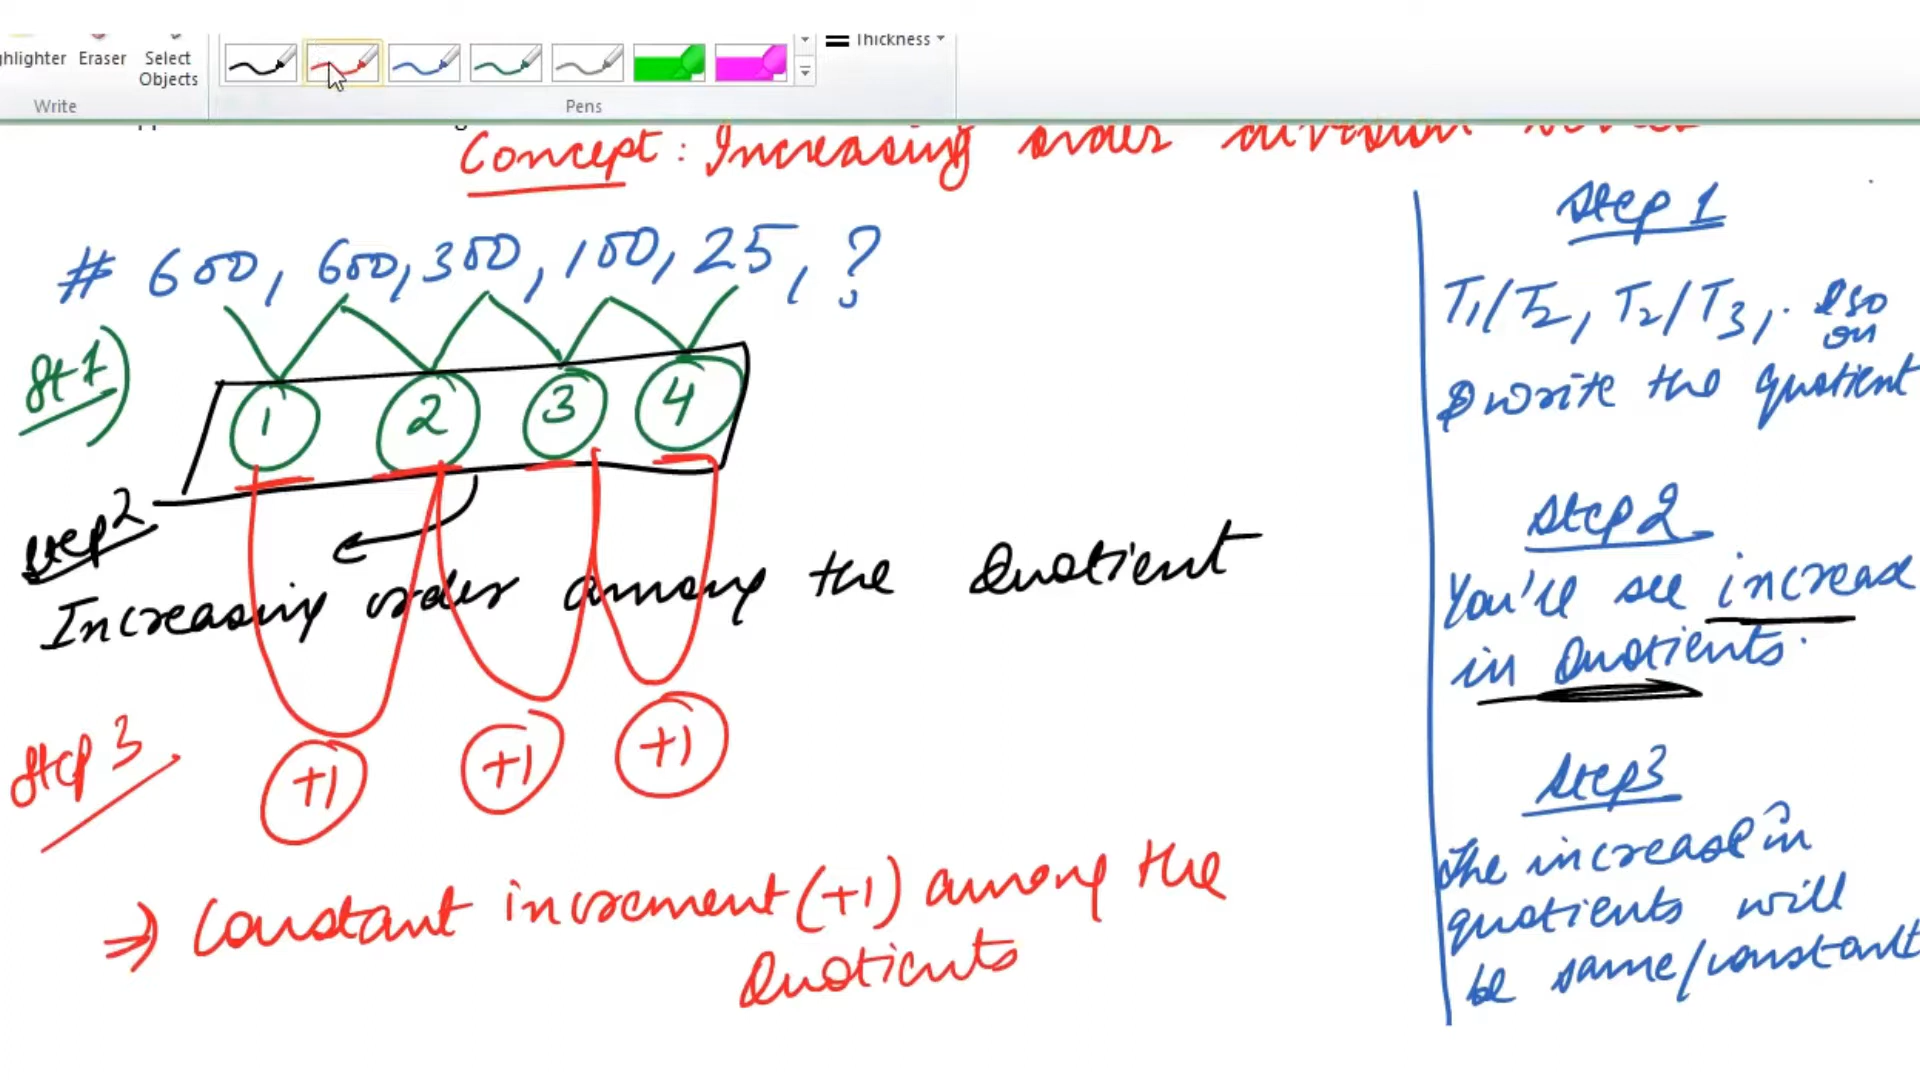 Highlighter Eraser Select Objects
Thickness
Write
Pens
Concept : Increasing order division series
# 600, 600, 300, 100, 25, ?
St 1)
1 2 3 4
Step 2
Increasing order among the Quotient
Step 3
+1 +1 +1
⇒ Constant increment (+1) among the
Quotients
Step 1
T1/T2, T2/T3, . & so
on
& write the quotient
Step 2
You'll see increase
in Quotients.
Step 3
The increase in
quotients will
be same/constant